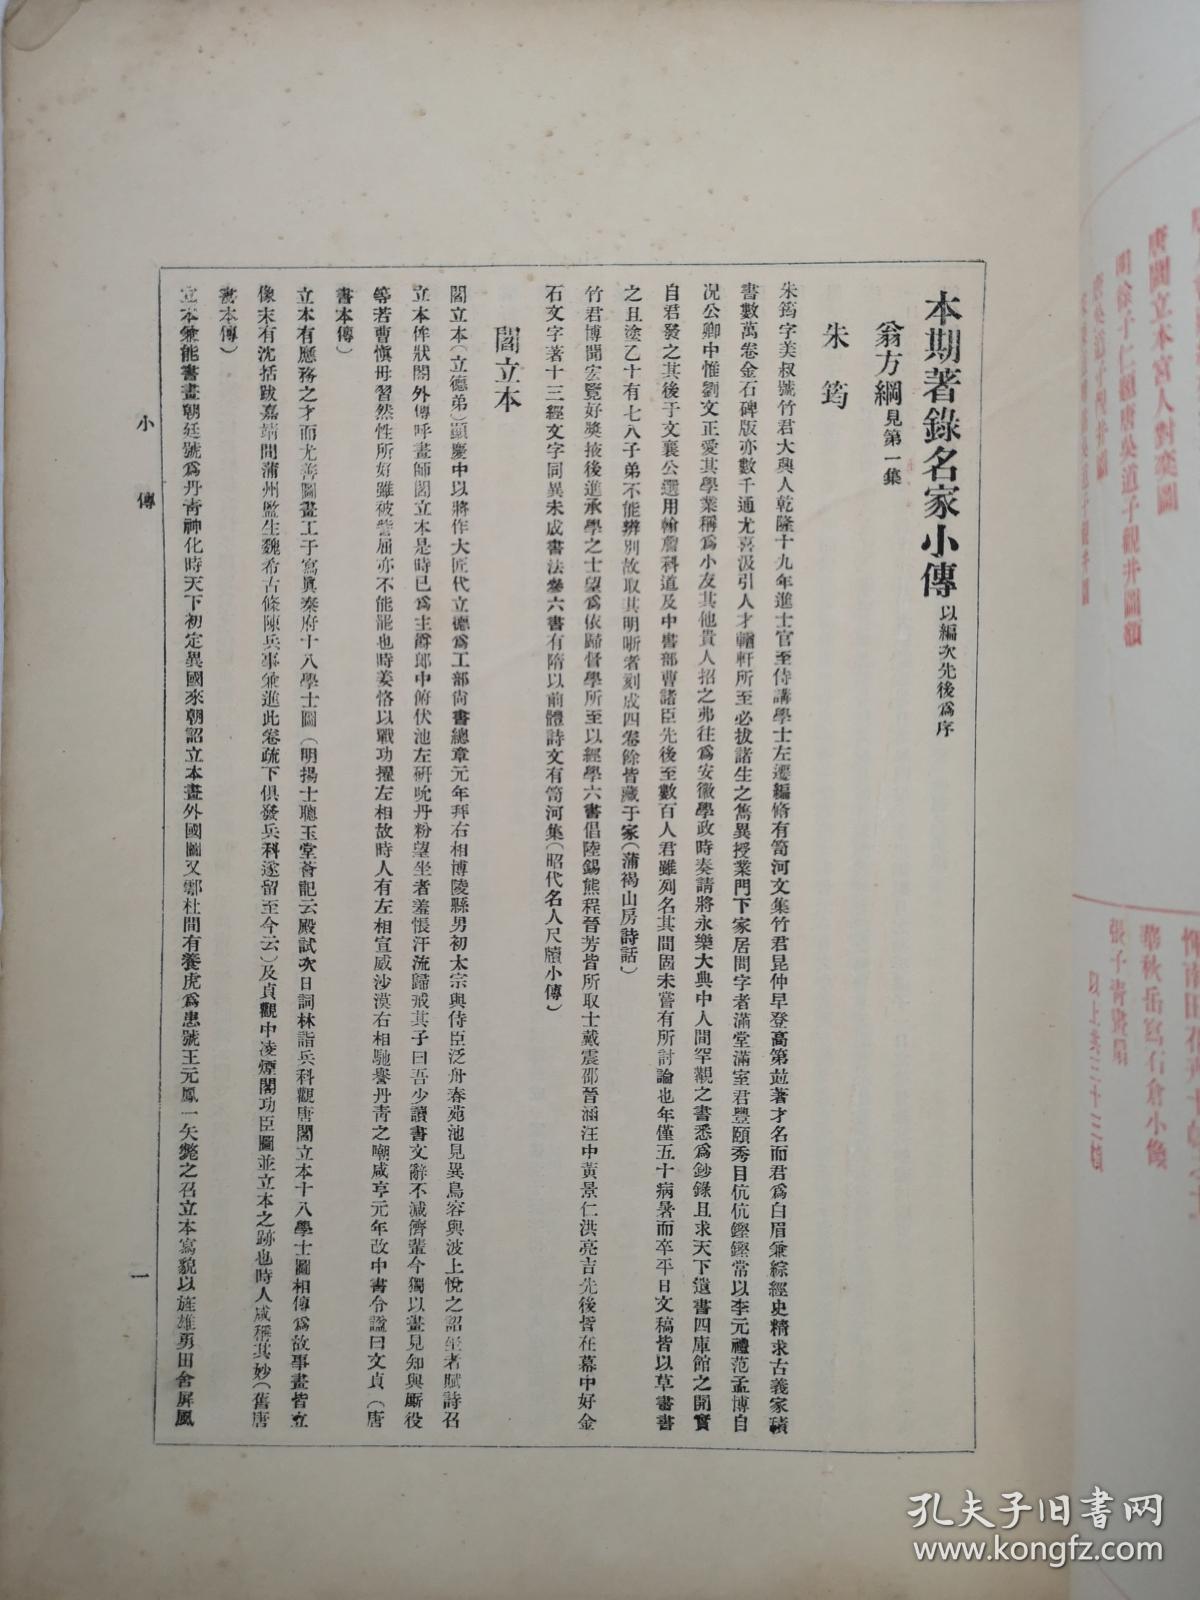 本期著錄名家小傳 以編次先後爲序
翁方綱 見第一集
朱筠
朱筠字美叔號竹君大興人乾隆十九年進士官至侍講學士左遷編脩有笥河文集竹君昆仲早登高第並著才名而君爲白眉兼綜經史精求古義家積
書數萬卷金石碑版亦數千通尤喜汲引人才輶軒所至必拔諸生之雋異授業門下家居問字者滿堂滿室君豐頤秀目伉伉鏗鏗常以李元禮范孟博自
况公卿中惟劉文正愛其學業稱爲小友其他貴人招之弗往爲安徽學政時奏請將永樂大典中人間罕覯之書悉爲鈔錄且求天下遺書四庫館之開實
自君發之其後于文襄公選用翰詹科道及中書部曹諸臣先後至數百人君雖列名其間固未嘗有所討論也年僅五十病暑而卒平日文稿皆以草書書
之且塗乙十有七八子弟不能辨別故取其明晰者刻成四卷餘皆藏于家(蒲褐山房詩話)
竹君博聞宏覽好獎掖後進承學之士望爲依歸督學所至以經學六書倡陸錫熊程晉芳皆所取士戴震邵晉涵汪中黃景仁洪亮吉先後皆在幕中好金
石文字著十三經文字同異未成書法參六書有隋以前體詩文有笥河集(昭代名人尺牘小傳)
閻立本
閻立本(立德弟)顯慶中以將作大匠代立德爲工部尚書總章元年拜右相博陵縣男初太宗與侍臣泛舟春苑池見異鳥容與波上悅之詔坐者賦詩召
立本侔狀閣外傳呼畫師閻立本是時已爲主爵郎中俯伏池左研吮丹粉望坐者羞悵汗流歸戒其子曰吾少讀書文辭不減儕輩今獨以畫見知與廝役
等若曹愼毋習然性所好雖被訾屈亦不能罷也時姜恪以戰功擢左相故時人有左相宣威沙漠右相馳譽丹青之嘲咸亨元年改中書令諡曰文貞(唐
書本傳)
立本有應務之才而尤善圖畫工于寫眞秦府十八學士圖(明揚士聰玉堂薈記云殿試次日詞林詣兵科觀唐閻立本十八學士圖相傳爲故事畫皆立
像末有沈括跋嘉靖間蒲州監生魏希古條陳兵事兼進此卷疏下俱發兵科遂留至今云)及貞觀中凌煙閣功臣圖並立本之跡也時人咸稱其妙(舊唐
書本傳)
立本兼能書畫朝廷號爲丹青神化時天下初定異國來朝詔立本畫外國圖又鄠杜間有養虎爲患號王元鳳一矢斃之召立本寫貌以旌雄勇田舍屏風
小傳
一
唐閻立本宮人圖
明徐子仁題唐吳道子觀井圖額
華秋岳寫石倉小像
張子青
以上共三十三類
孔夫子旧书网
www.kongfz.com